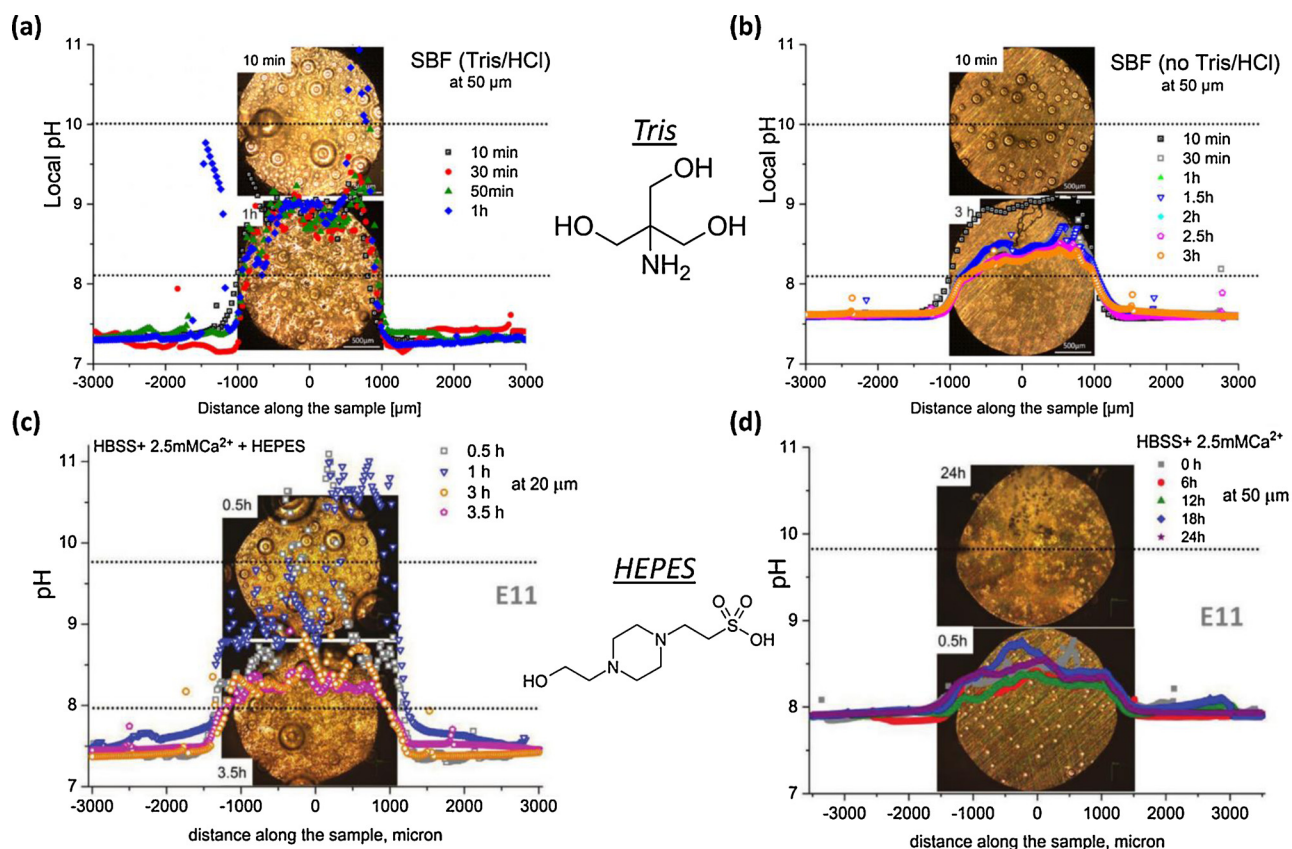 (a)
11
10
9
8
7
Local pH
10 min
SBF (Tris/HCl)
at 50 µm
10 min
30 min
50min
1h
1h
500µm
-3000
-2000
-1000
0
1000
2000
3000
Distance along the sample [µm]
Tris
OH
HO
OH
NH2
(b)
11
10
9
8
7
Local pH
10 min
SBF (no Tris/HCl)
at 50 µm
10 min
30 min
1h
1.5h
2h
2.5h
3h
500µm
3 h
500µm
-3000
-2000
-1000
0
1000
2000
3000
Distance along the sample [µm]
(c)
HBSS+ 2.5mMCa²⁺ + HEPES
11
10
9
8
7
pH
0.5 h
1 h
3 h
3.5 h
at 20 µm
0.5h
E11
3.5h
-3000
-2000
-1000
0
1000
2000
3000
distance along the sample, micron
HEPES
O
O
S
OH
N
N
HO
(d)
HBSS+ 2.5mMCa²⁺
11
10
9
8
7
pH
0h
6h
12h
18h
24h
at 50 µm
24h
E11
0.5h
-3000
-2000
-1000
0
1000
2000
3000
distance along the sample, micron